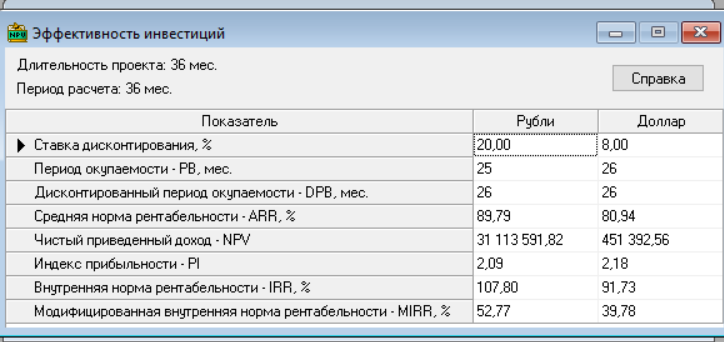 NPV Эффективность инвестиций
Длительность проекта: 36 мес.
Период расчета: 36 мес.
Справка
Показатель Рубли Доллар
Ставка дисконтирования, % 20,00 8,00
Период окупаемости - PB, мес. 25 26
Дисконтированный период окупаемости - DPB, мес. 26 26
Средняя норма рентабельности - ARR, % 89,79 80,94
Чистый приведенный доход - NPV 31 113 591,82 451 392,56
Индекс прибыльности - PI 2,09 2,18
Внутренняя норма рентабельности - IRR, % 107,80 91,73
Модифицированная внутренняя норма рентабельности - MIRR, % 52,77 39,78